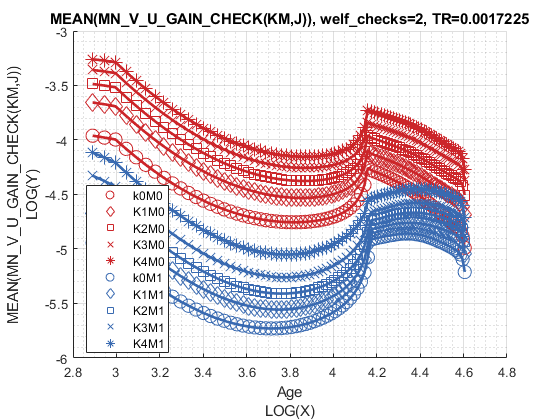 MEAN(MN_V_U_GAIN_CHECK(KM,J)), welf_checks=2, TR=0.0017225
MEAN(MN_V_U_GAIN_CHECK(KM,J))
LOG(Y)
-3
-3.5
-4
-4.5
-5
-5.5
-6
k0M0
K1M0
K2M0
K3M0
K4M0
k0M1
K1M1
K2M1
K3M1
K4M1
2.8 3 3.2 3.4 3.6 3.8 4 4.2 4.4 4.6 4.8
Age
LOG(X)